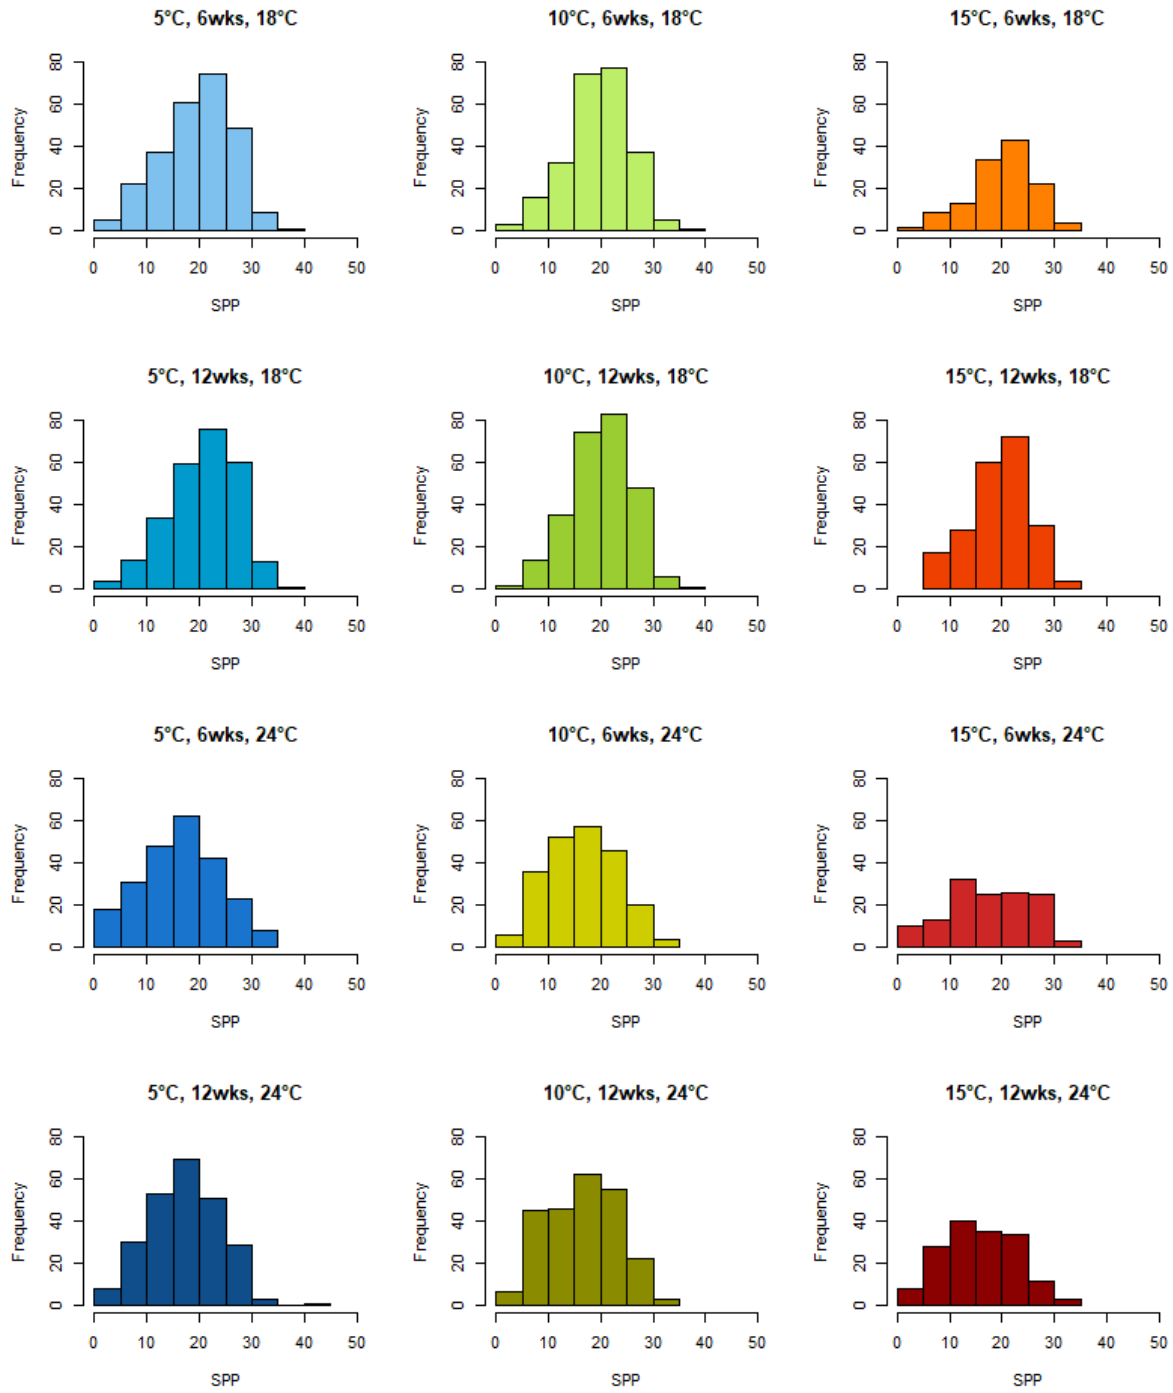 5°C, 6wks, 18°C
10°C, 6wks, 18°C
15°C, 6wks, 18°C
Frequency
0 20 40 60 80
0 10 20 30 40 50
SPP
Frequency
0 20 40 60 80
0 10 20 30 40 50
SPP
Frequency
0 20 40 60 80
0 10 20 30 40 50
SPP
5°C, 12wks, 18°C
10°C, 12wks, 18°C
15°C, 12wks, 18°C
Frequency
0 20 40 60 80
0 10 20 30 40 50
SPP
Frequency
0 20 40 60 80
0 10 20 30 40 50
SPP
Frequency
0 20 40 60 80
0 10 20 30 40 50
SPP
5°C, 6wks, 24°C
10°C, 6wks, 24°C
15°C, 6wks, 24°C
Frequency
0 20 40 60 80
0 10 20 30 40 50
SPP
Frequency
0 20 40 60 80
0 10 20 30 40 50
SPP
Frequency
0 20 40 60 80
0 10 20 30 40 50
SPP
5°C, 12wks, 24°C
10°C, 12wks, 24°C
15°C, 12wks, 24°C
Frequency
0 20 40 60 80
0 10 20 30 40 50
SPP
Frequency
0 20 40 60 80
0 10 20 30 40 50
SPP
Frequency
0 20 40 60 80
0 10 20 30 40 50
SPP